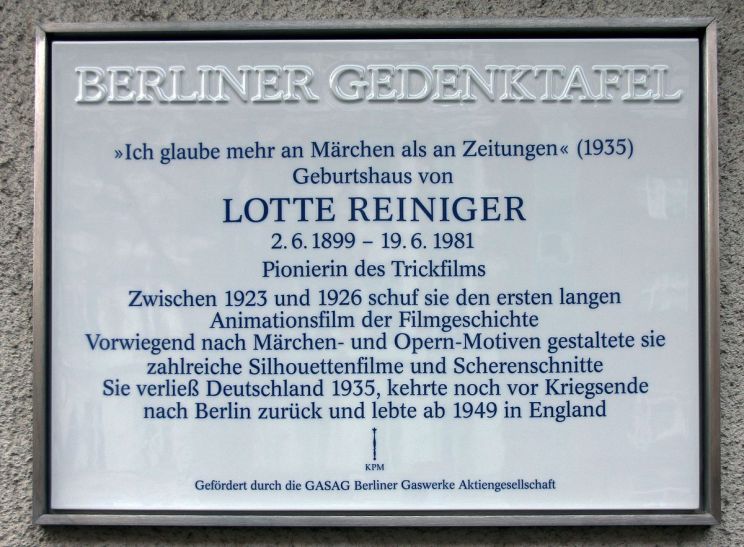 BERLINER GEDENKTAFEL
»Ich glaube mehr an Märchen als an Zeitungen« (1935)
Geburtshaus von
LOTTE REINIGER
2. 6. 1899 – 19. 6. 1981
Pionierin des Trickfilms
Zwischen 1923 und 1926 schuf sie den ersten langen
Animationsfilm der Filmgeschichte
Vorwiegend nach Märchen- und Opern-Motiven gestaltete sie
zahlreiche Silhouettenfilme und Scherenschnitte
Sie verließ Deutschland 1935, kehrte noch vor Kriegsende
nach Berlin zurück und lebte ab 1949 in England
KPM
Gefördert durch die GASAG Berliner Gaswerke Aktiengesellschaft